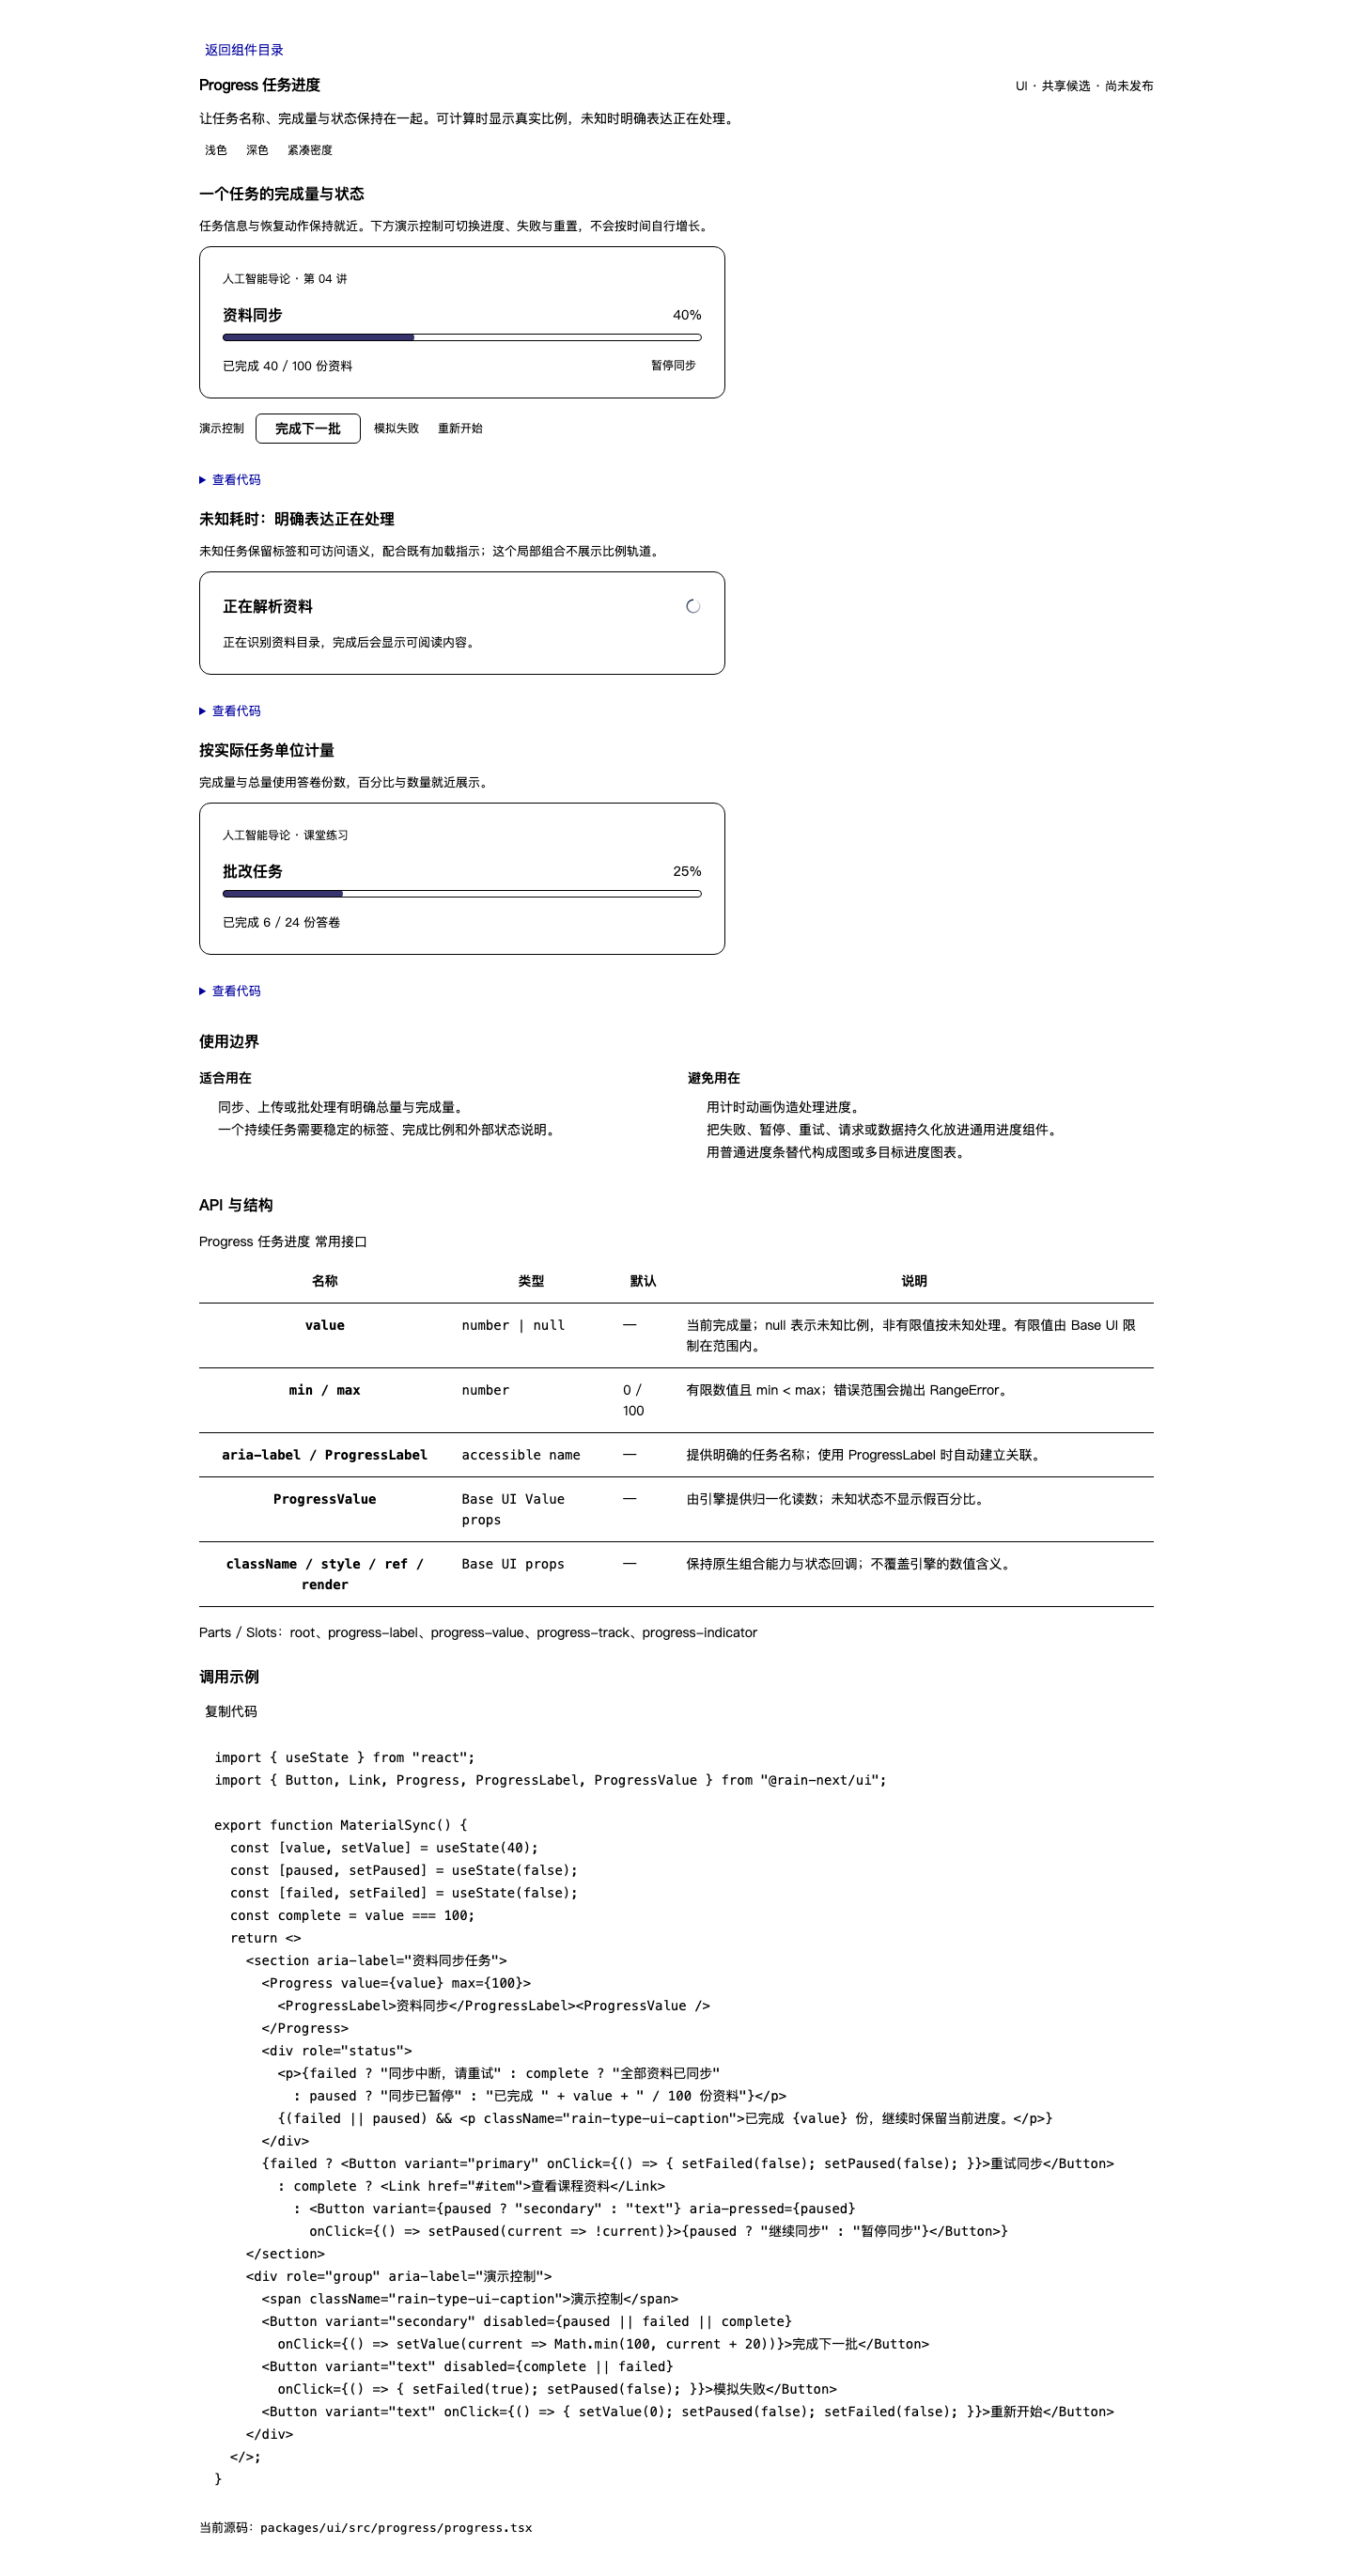 返回组件目录
Progress 任务进度
UI · 共享候选 · 尚未发布
让任务名称、完成量与状态保持在一起。可计算时显示真实比例，未知时明确表达正在处理。
浅色 深色 紧凑密度
一个任务的完成量与状态
任务信息与恢复动作保持就近。下方演示控制可切换进度、失败与重置，不会按时间自行增长。
人工智能导论 · 第 04 讲
资料同步 40%
已完成 40 / 100 份资料 暂停同步
演示控制 完成下一批 模拟失败 重新开始
▶ 查看代码
未知耗时：明确表达正在处理
未知任务保留标签和可访问语义，配合既有加载指示；这个局部组合不展示比例轨道。
正在解析资料
正在识别资料目录，完成后会显示可阅读内容。
▶ 查看代码
按实际任务单位计量
完成量与总量使用答卷份数，百分比与数量就近展示。
人工智能导论 · 课堂练习
批改任务 25%
已完成 6 / 24 份答卷
▶ 查看代码
使用边界
适合用在
同步、上传或批处理有明确总量与完成量。
一个持续任务需要稳定的标签、完成比例和外部状态说明。
避免用在
用计时动画伪造处理进度。
把失败、暂停、重试、请求或数据持久化放进通用进度组件。
用普通进度条替代构成图或多目标进度图表。
API 与结构
Progress 任务进度 常用接口
名称 类型 默认 说明
value number | null — 当前完成量；null 表示未知比例，非有限值按未知处理。有限值由 Base UI 限
制在范围内。
min / max number 0 / 有限数值且 min < max；错误范围会抛出 RangeError。
100
aria-label / ProgressLabel accessible name — 提供明确的任务名称；使用 ProgressLabel 时自动建立关联。
ProgressValue Base UI Value — 由引擎提供归一化读数；未知状态不显示假百分比。
props
className / style / ref / Base UI props — 保持原生组合能力与状态回调；不覆盖引擎的数值含义。
render
Parts / Slots：root、progress-label、progress-value、progress-track、progress-indicator
调用示例
复制代码
import { useState } from "react";
import { Button, Link, Progress, ProgressLabel, ProgressValue } from "@rain-next/ui";
export function MaterialSync() {
  const [value, setValue] = useState(40);
  const [paused, setPaused] = useState(false);
  const [failed, setFailed] = useState(false);
  const complete = value === 100;
  return <>
    <section aria-label="资料同步任务">
      <Progress value={value} max={100}>
        <ProgressLabel>资料同步</ProgressLabel><ProgressValue />
      </Progress>
      <div role="status">
        <p>{failed ? "同步中断，请重试" : complete ? "全部资料已同步"
          : paused ? "同步已暂停" : "已完成 " + value + " / 100 份资料"}</p>
        {(failed || paused) && <p className="rain-type-ui-caption">已完成 {value} 份，继续时保留当前进度。</p>}
      </div>
      {failed ? <Button variant="primary" onClick={() => { setFailed(false); setPaused(false); }}>重试同步</Button>
        : complete ? <Link href="#item">查看课程资料</Link>
          : <Button variant={paused ? "secondary" : "text"} aria-pressed={paused}
            onClick={() => setPaused(current => !current)}>{paused ? "继续同步" : "暂停同步"}</Button>}
    </section>
    <div role="group" aria-label="演示控制">
      <span className="rain-type-ui-caption">演示控制</span>
      <Button variant="secondary" disabled={paused || failed || complete}
        onClick={() => setValue(current => Math.min(100, current + 20))}>完成下一批</Button>
      <Button variant="text" disabled={complete || failed}
        onClick={() => { setFailed(true); setPaused(false); }}>模拟失败</Button>
      <Button variant="text" onClick={() => { setValue(0); setPaused(false); setFailed(false); }}>重新开始</Button>
    </div>
  </>;
}
当前源码：packages/ui/src/progress/progress.tsx